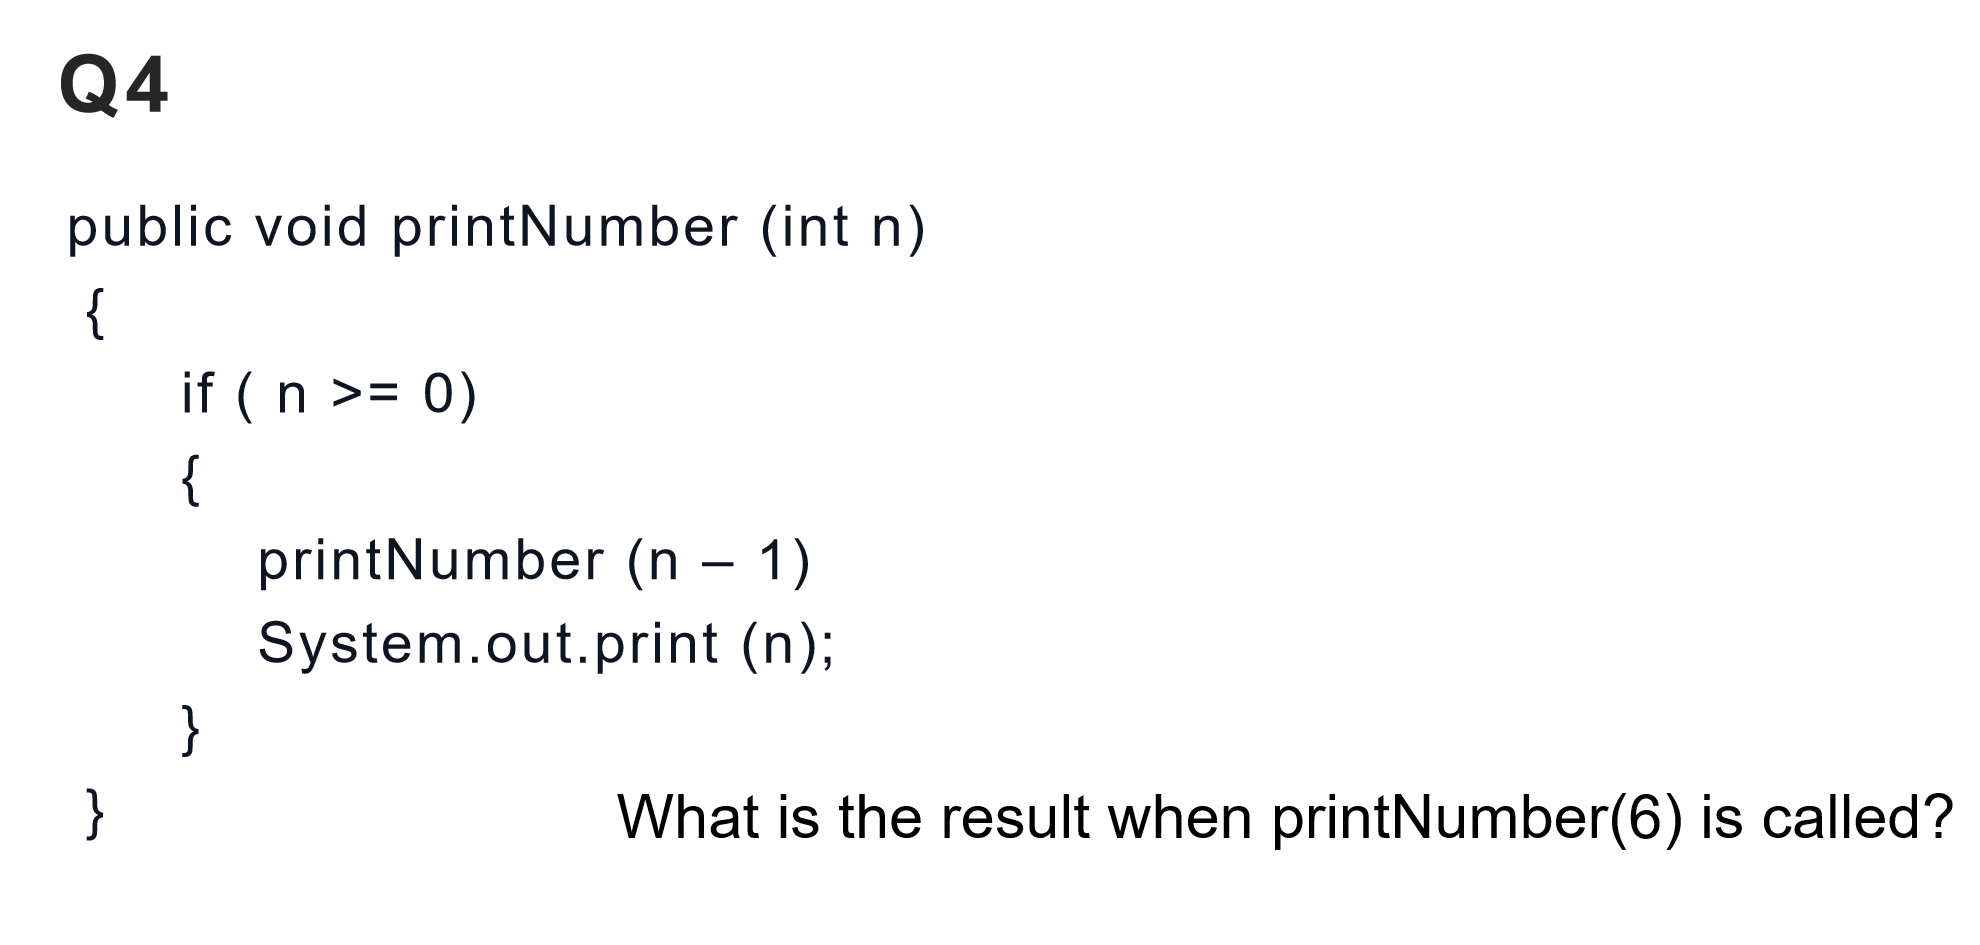 Q4
public void printNumber (int n)
{
if ( n >= 0)
{
printNumber (n – 1)
System.out.print (n);
}
}
What is the result when printNumber(6) is called?